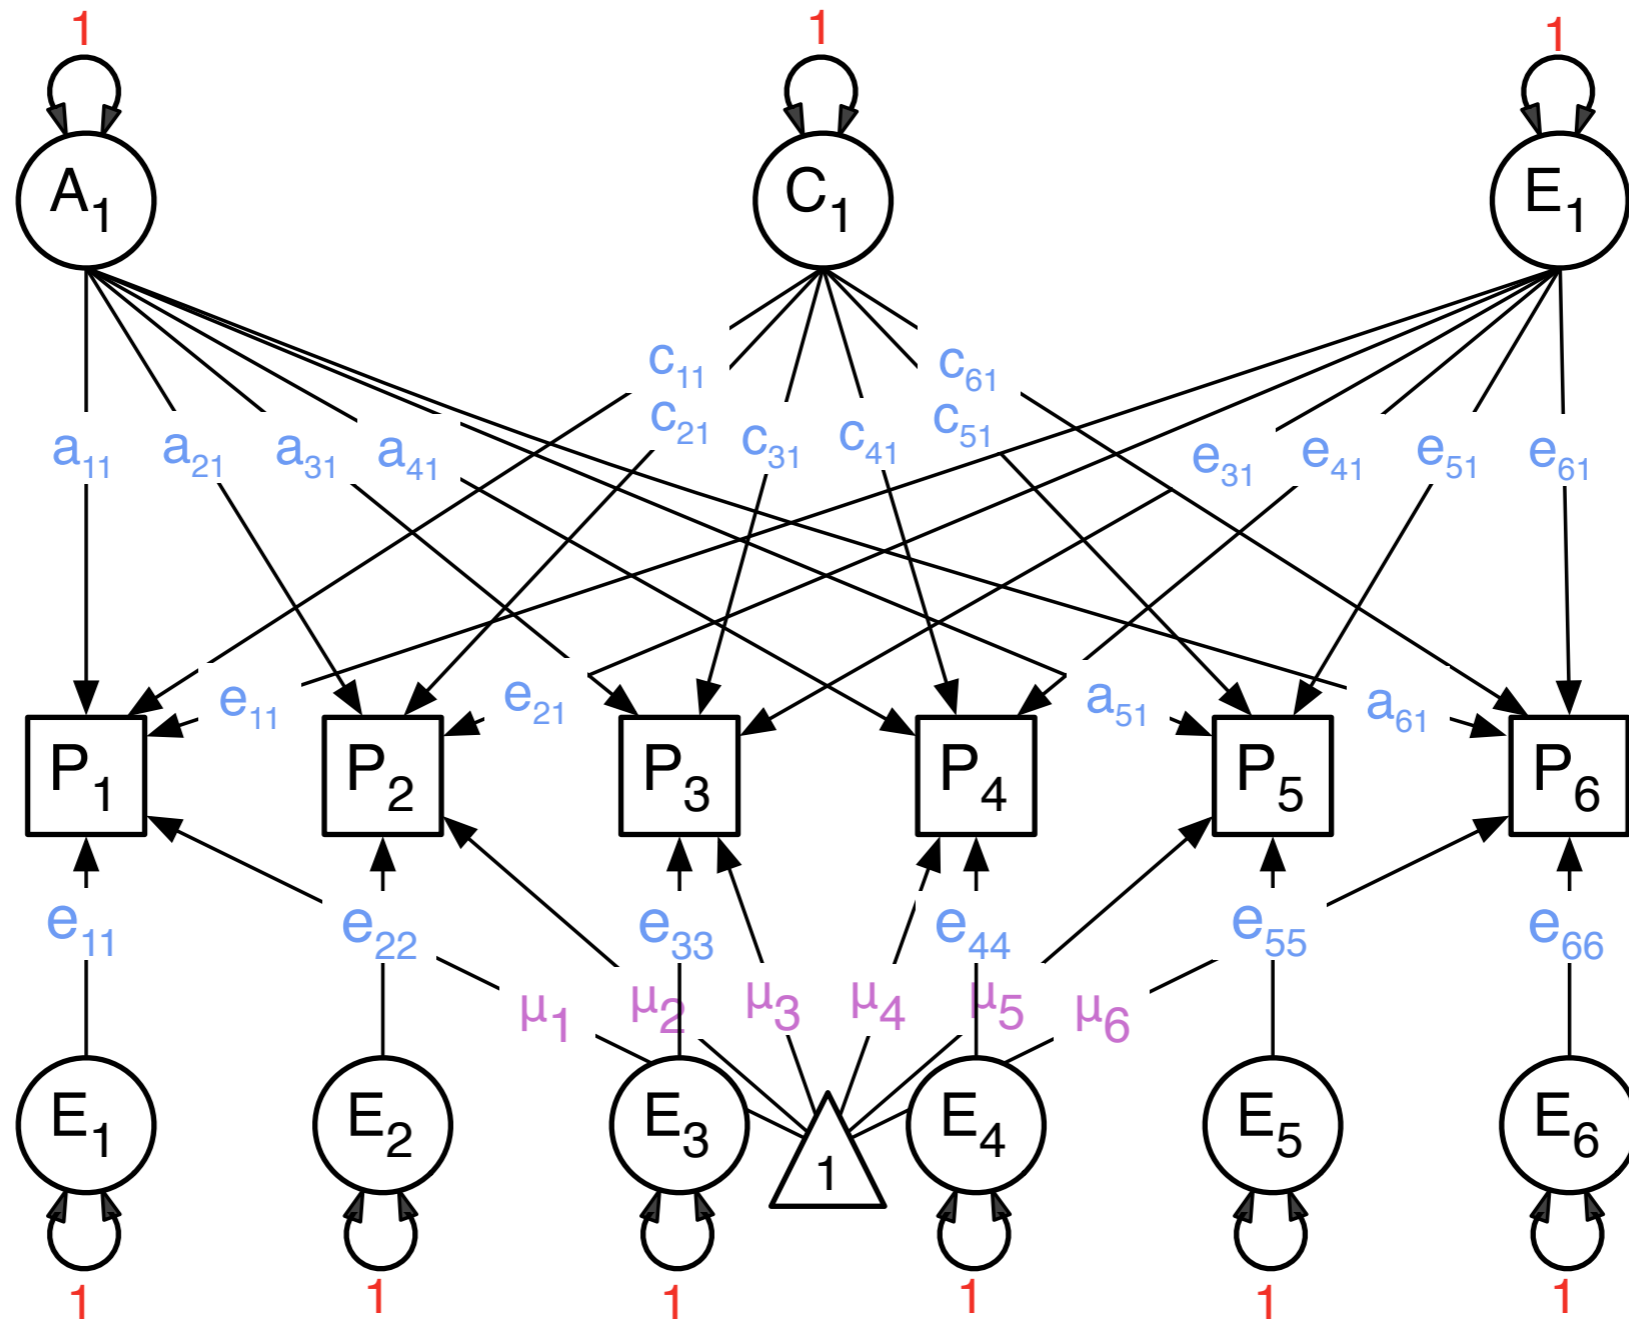 1 1 1
A1 C1 E1
c11 c61
c21 c51
a11 a21 a31 a41 c31 c41 e31 e41 e51 e61
e11 e21 a51 a61
P1 P2 P3 P4 P5 P6
e11 e22 e33 e44 e55 e66
μ1 μ2 μ3 μ4 μ5 μ6
E1 E2 E3 1 E4 E5 E6
1 1 1 1 1 1